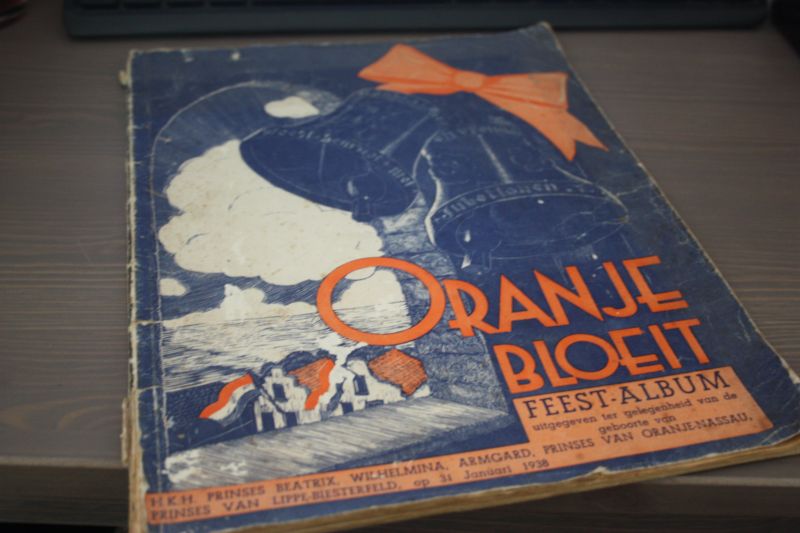 Jubeltonen
ORANJE
BLOEIT
FEEST-ALBUM
uitgegeven ter gelegenheid van de
geboorte van
H.K.H. PRINSES BEATRIX, WILHELMINA, ARMGARD, PRINSES VAN ORANJE-NASSAU,
PRINSES VAN LIPPE-BIESTERFELD, op 31 Januari 1938